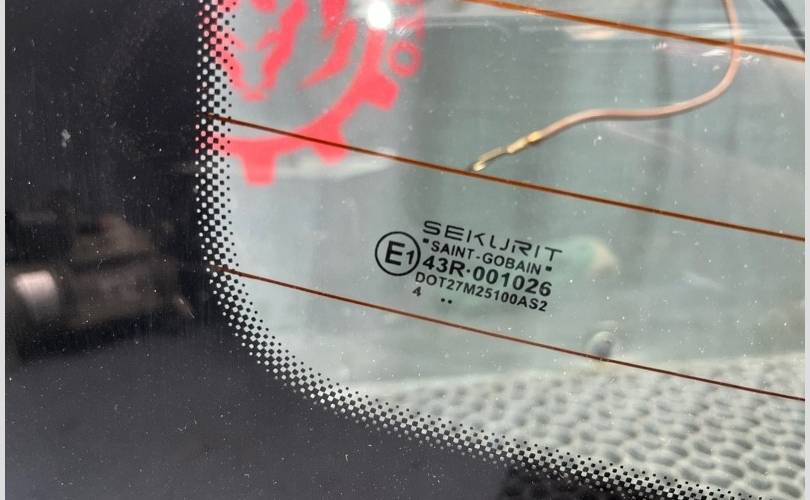 SEKURIT
"SAINT-GOBAIN"
E1
43R-001026
DOT27M25100AS2
4 ..